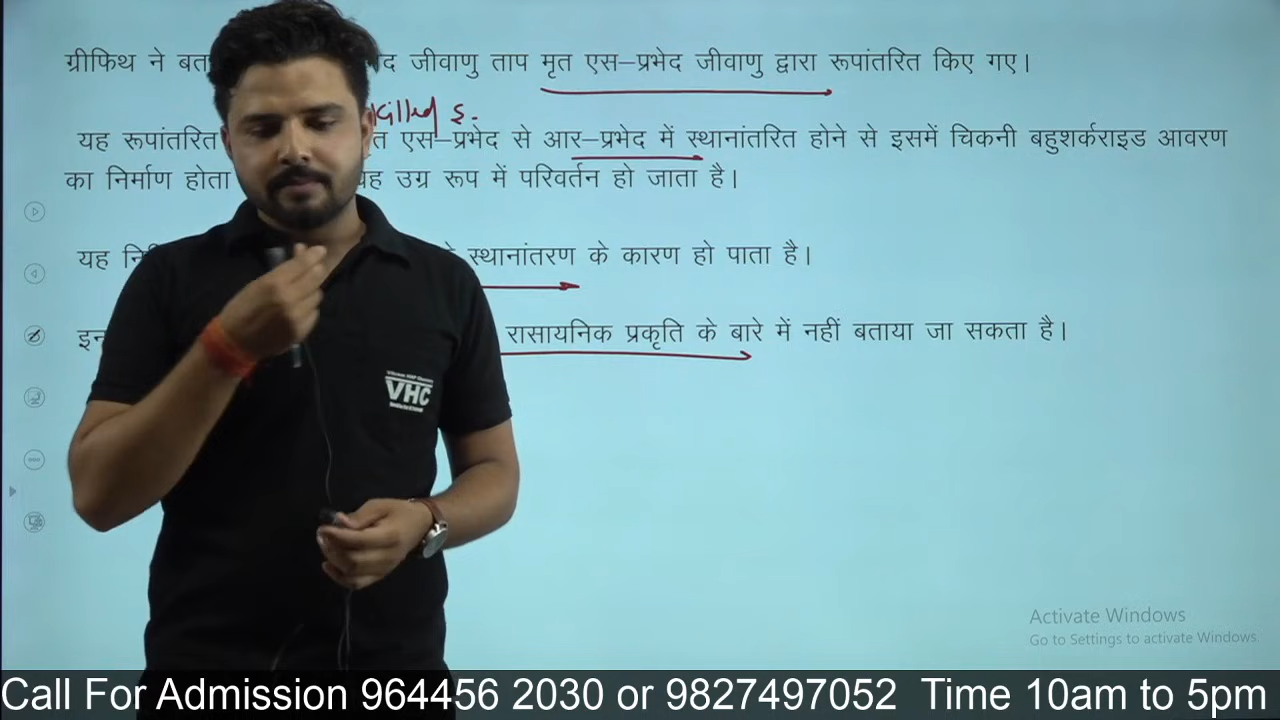 ग्रीफिथ ने जीवाणु ताप मृत एस–प्रभेद जीवाणु द्वारा रूपांतरित किए गए।
killed S.
यह रूपांतरित एस–प्रभेद से आर–प्रभेद में स्थानांतरित होने से इसमें चिकनी बहुशर्कराइड आवरण
का निर्माण होता उग्र रूप में परिवर्तन हो जाता है।
यह स्थानांतरण के कारण हो पाता है।
रासायनिक प्रकृति के बारे में नहीं बताया जा सकता है।
VHC
Activate Windows
Go to Settings to activate Windows.
Call For Admission 964456 2030 or 9827497052 Time 10am to 5pm